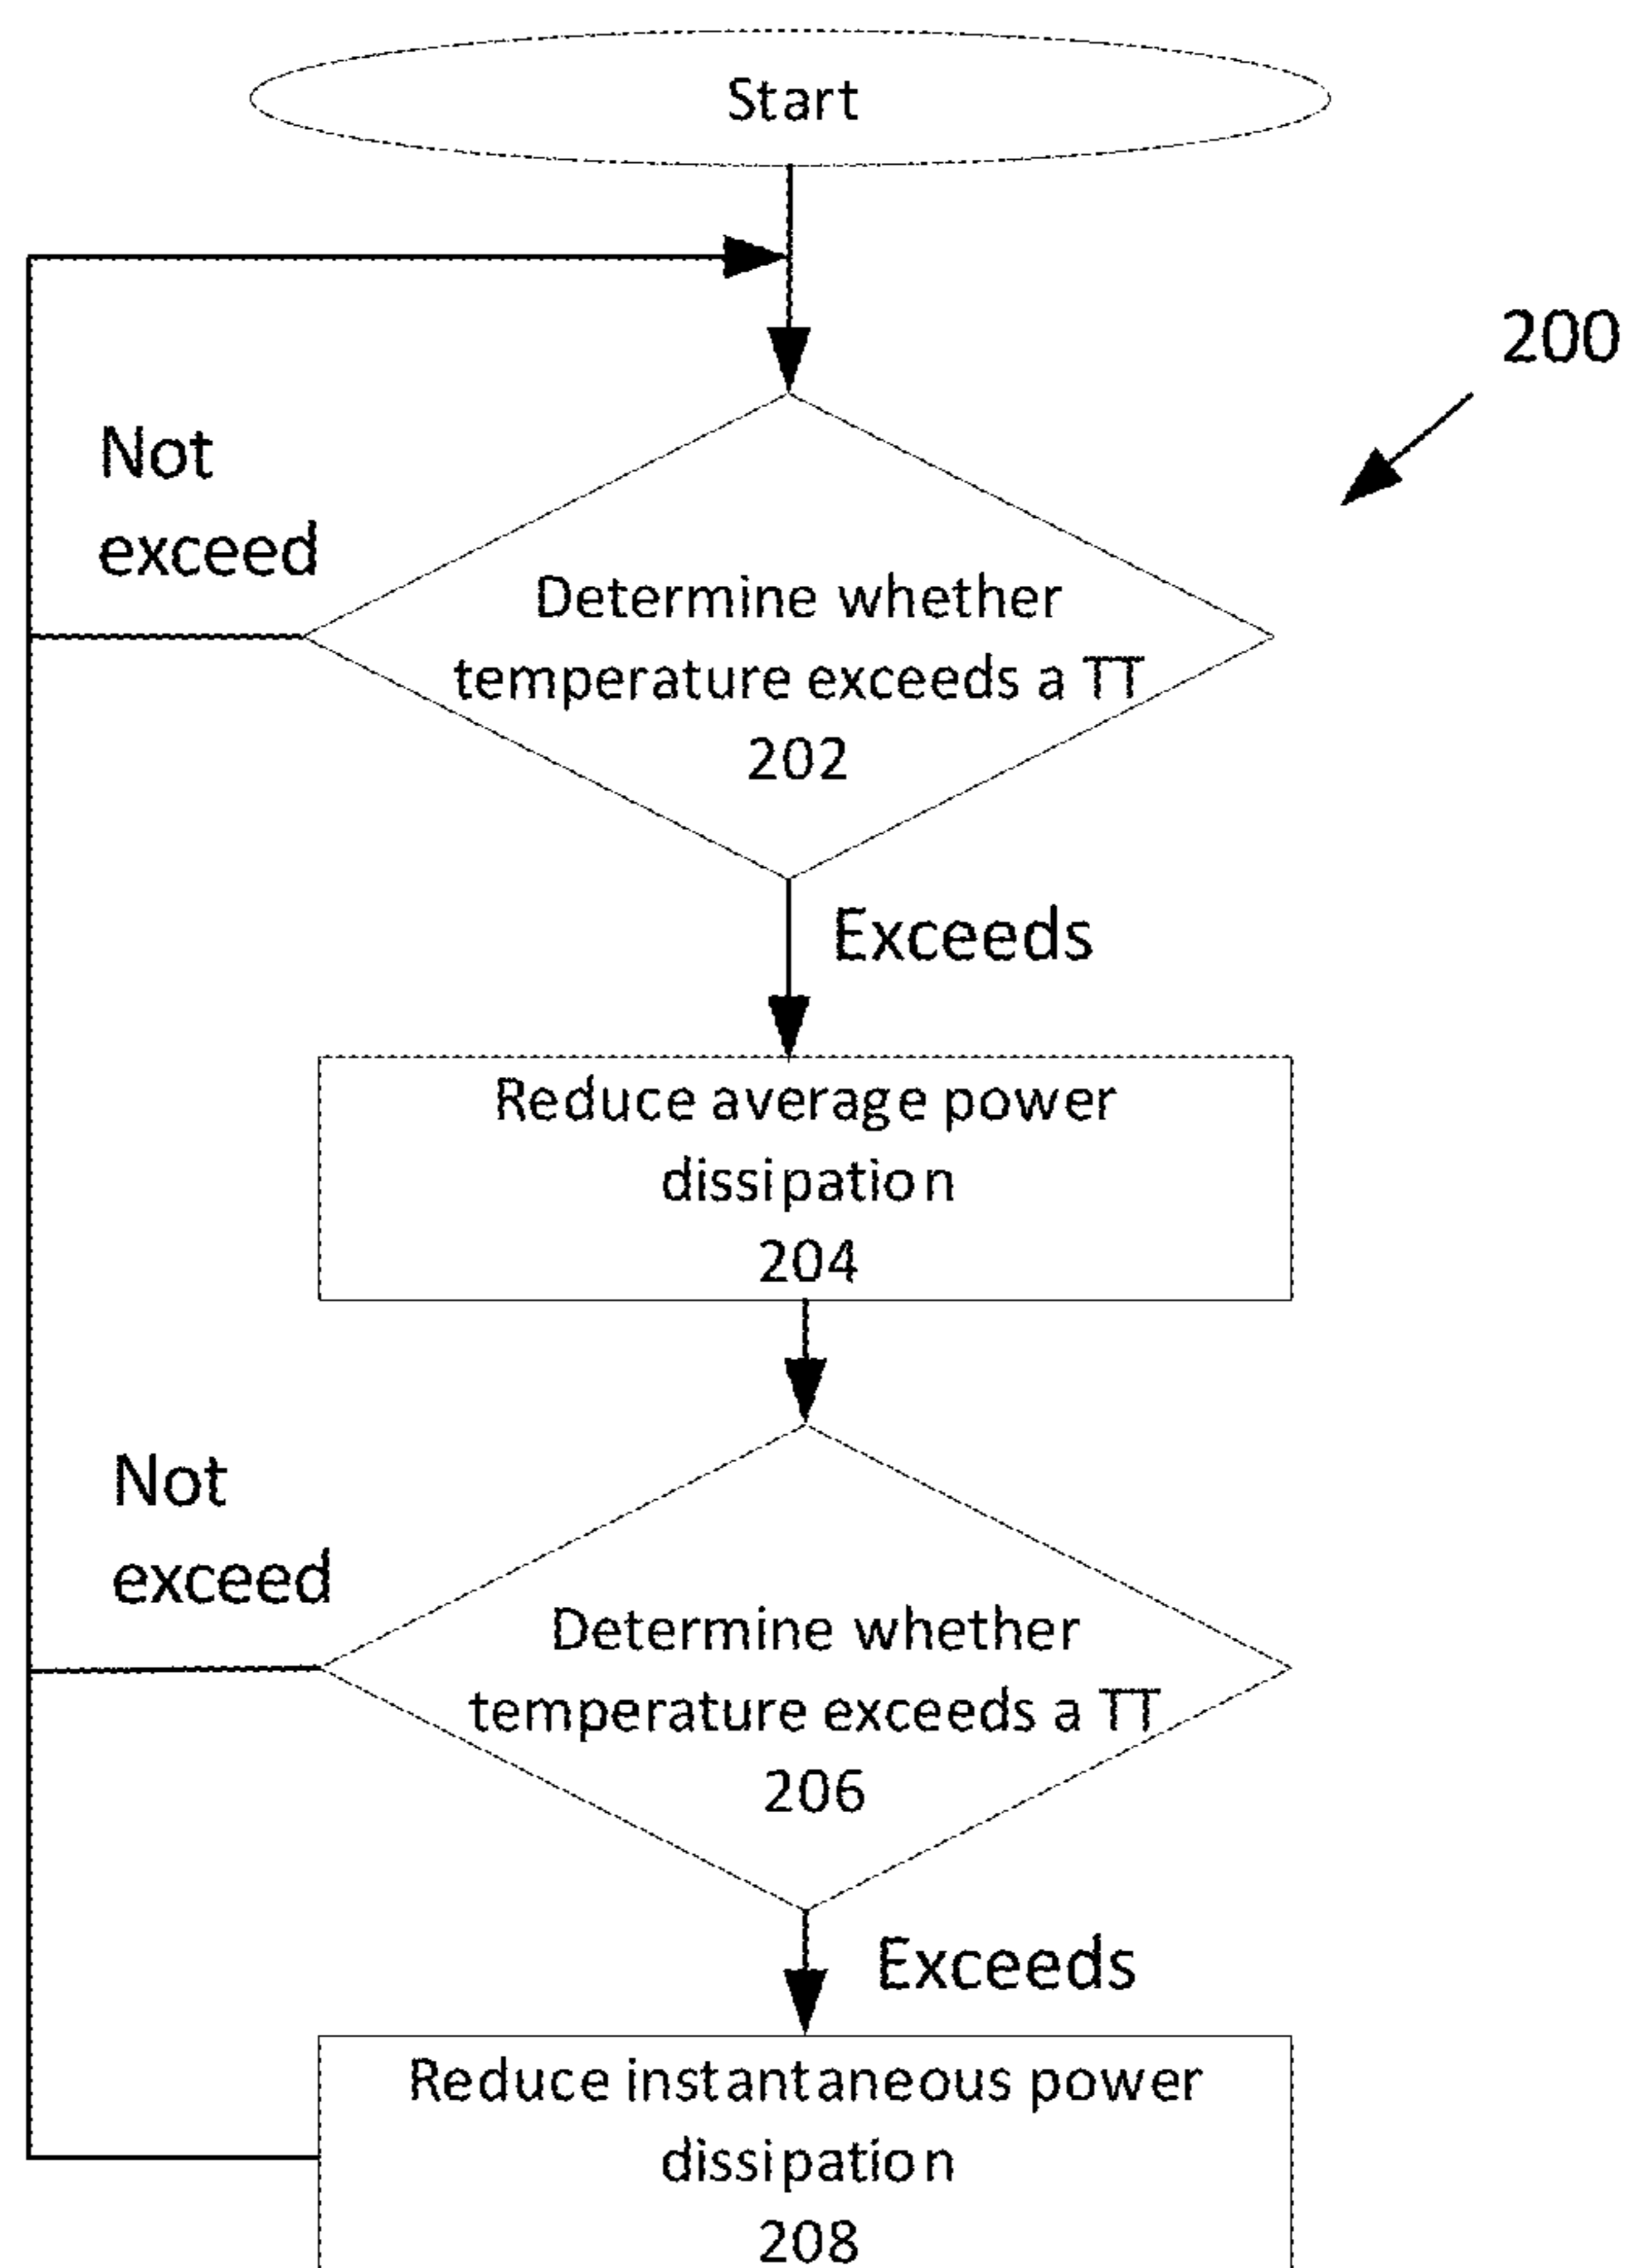 Start
200
Not
exceed
Determine whether
temperature exceeds a TT
202
Exceeds
Reduce average power
dissipation
204
Not
exceed
Determine whether
temperature exceeds a TT
206
Exceeds
Reduce instantaneous power
dissipation
208